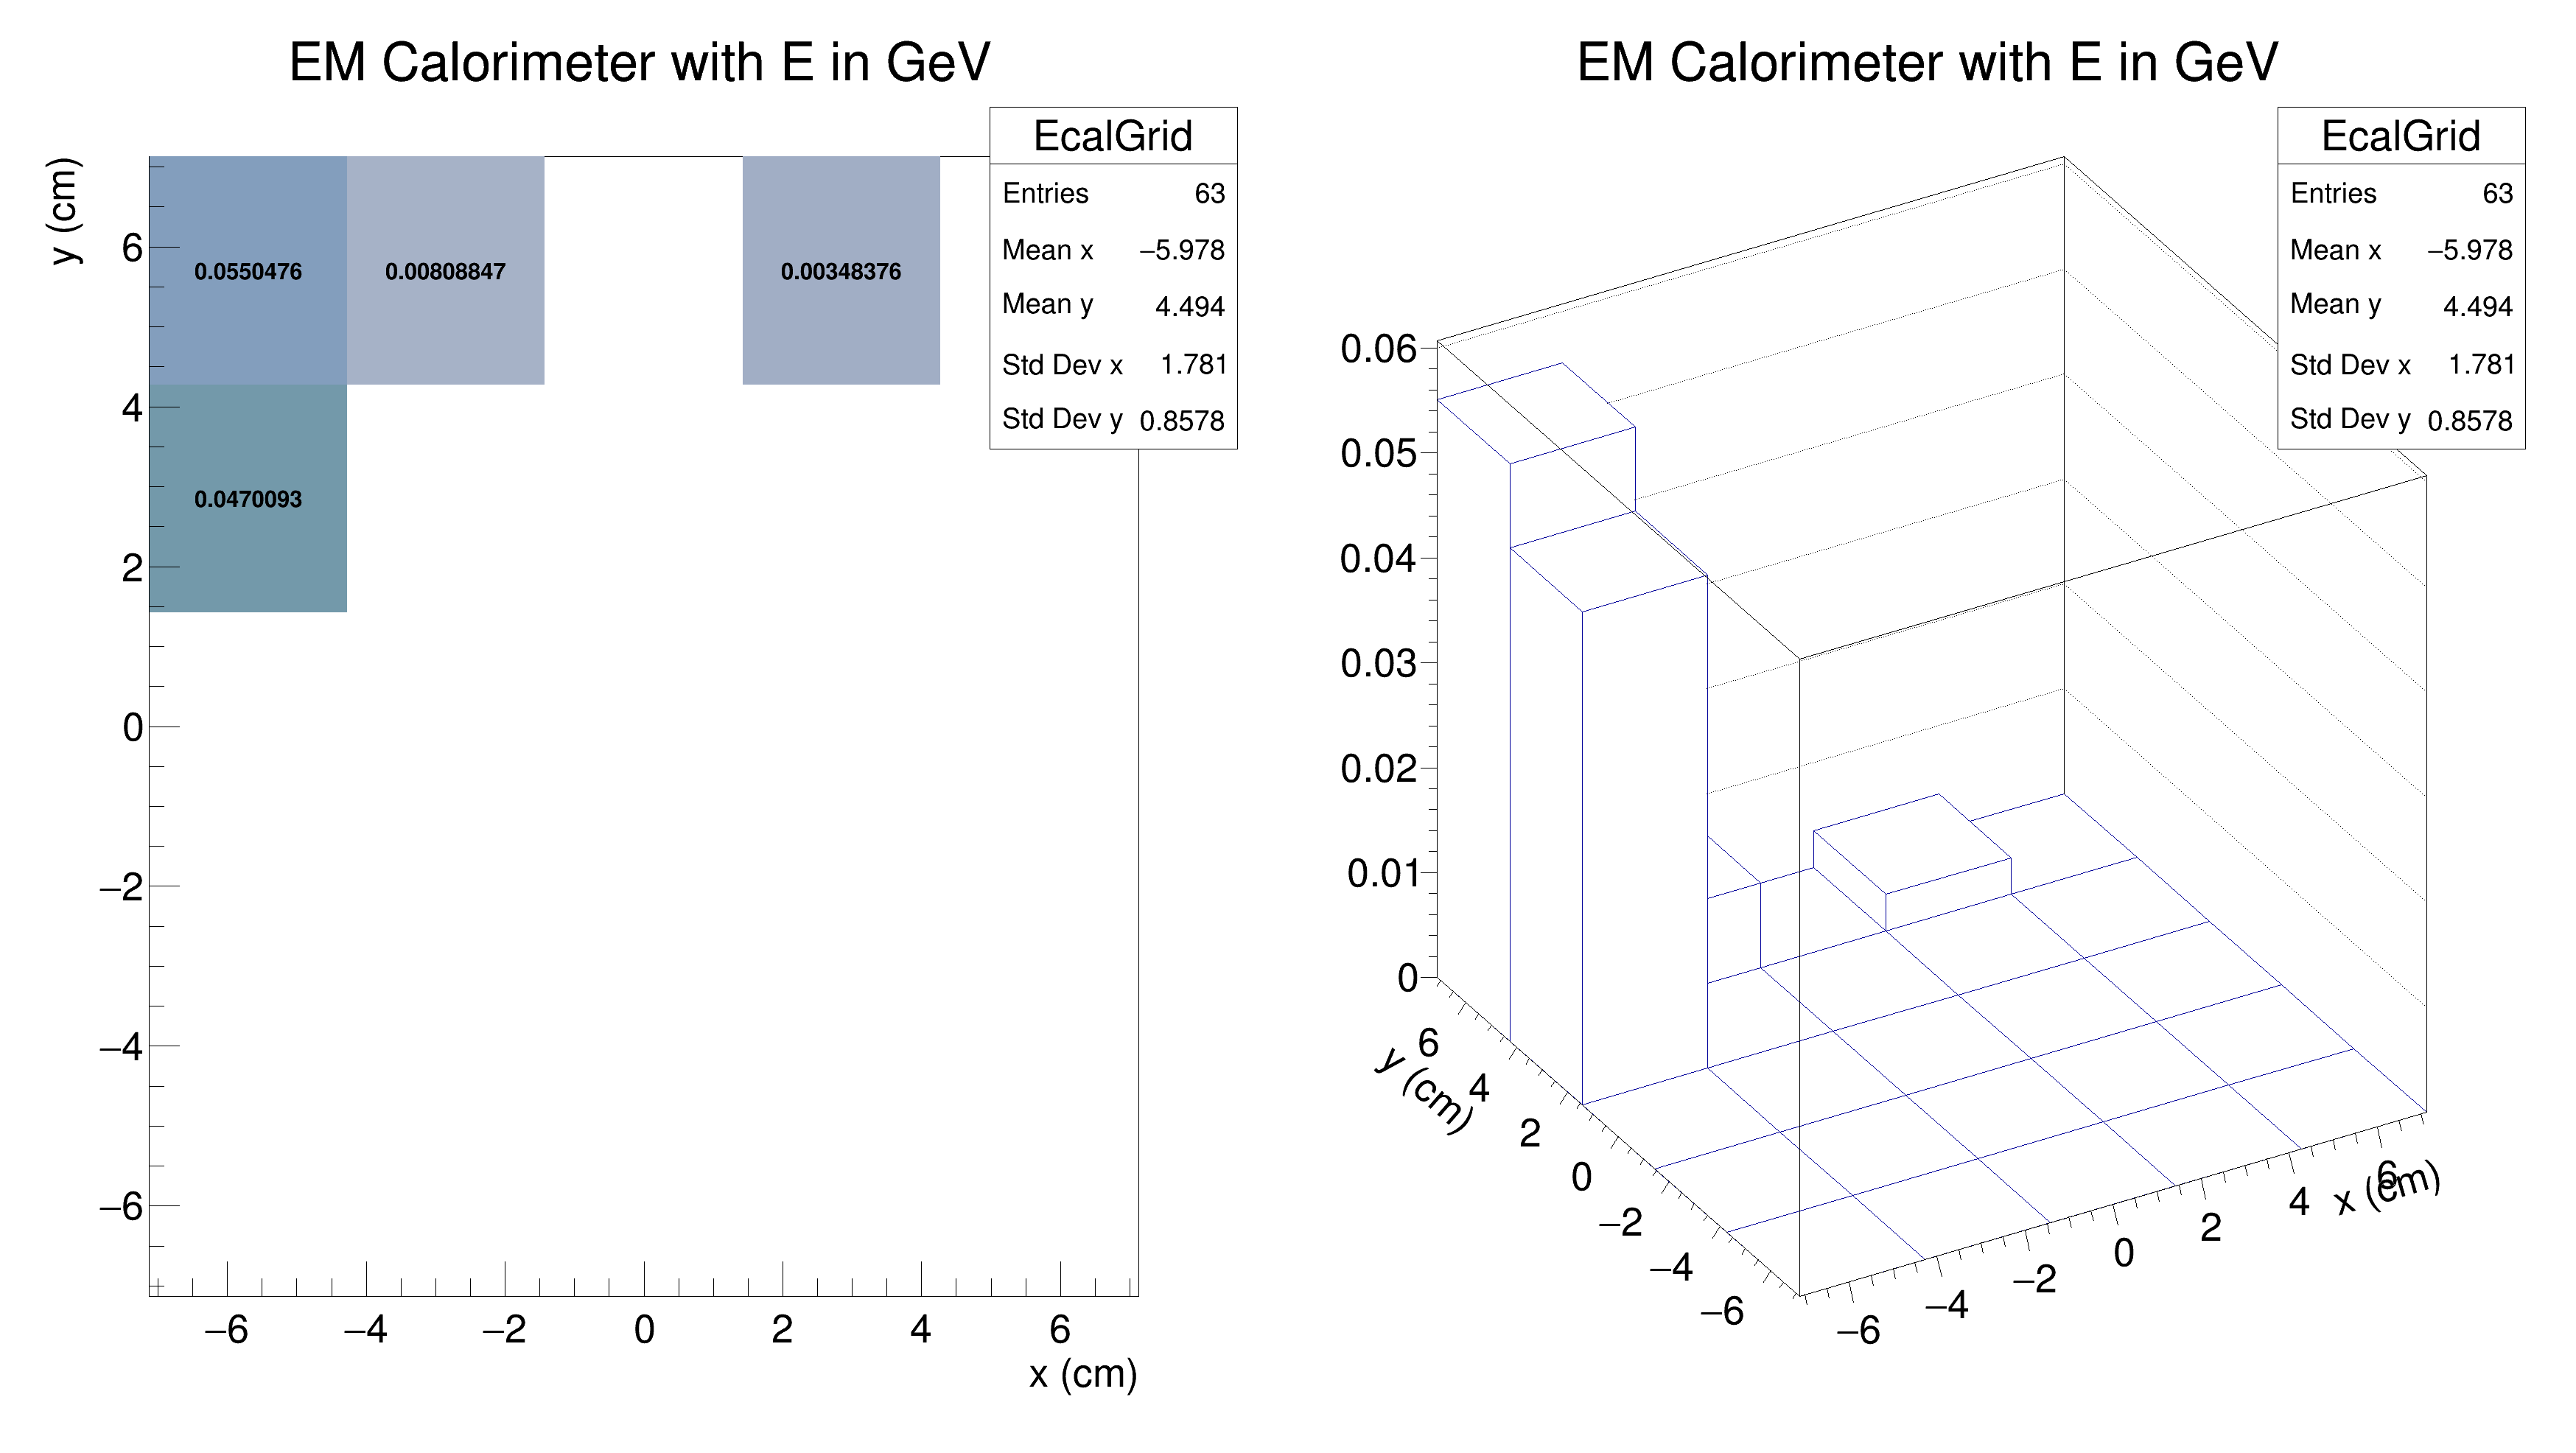 EM Calorimeter with E in GeV
EcalGrid
Entries 63
Mean x −5.978
Mean y 4.494
Std Dev x 1.781
Std Dev y 0.8578
y (cm)
6
4
2
0
−2
−4
−6
0.0550476 0.00808847 0.00348376
0.0470093
−6 −4 −2 0 2 4 6
x (cm)
EM Calorimeter with E in GeV
EcalGrid
Entries 63
Mean x −5.978
Mean y 4.494
Std Dev x 1.781
Std Dev y 0.8578
0.06
0.05
0.04
0.03
0.02
0.01
0
y (cm)
6
4
2
0
−2
−4
−6
−6 −4 −2 0 2 4 6
x (cm)